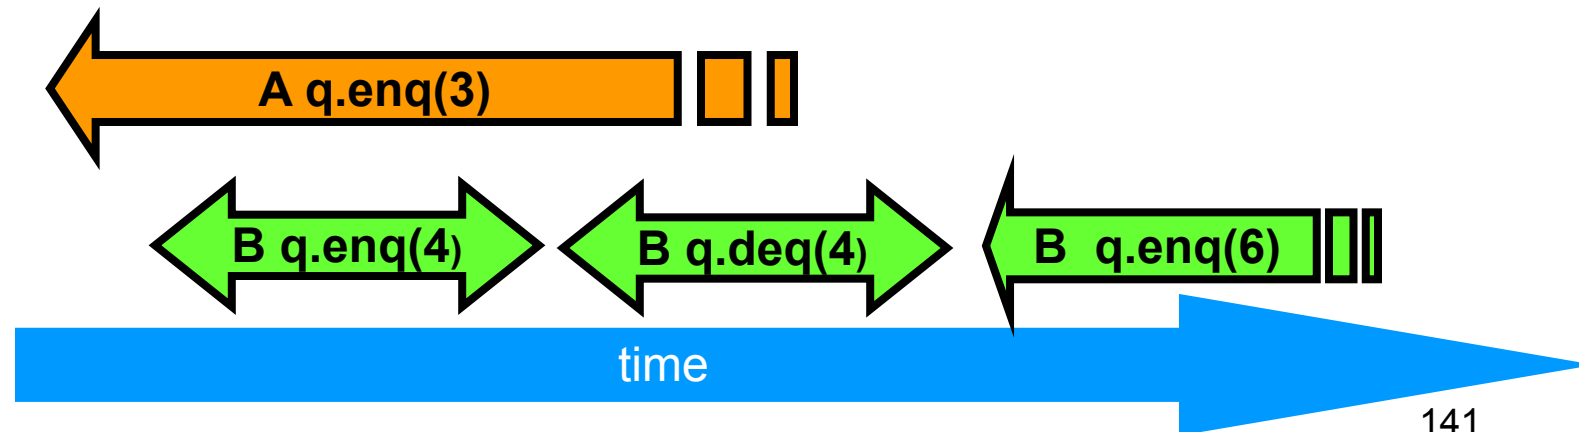 A q.enq(3)
B q.enq(4)
B q.deq(4)
B q.enq(6)
time
141